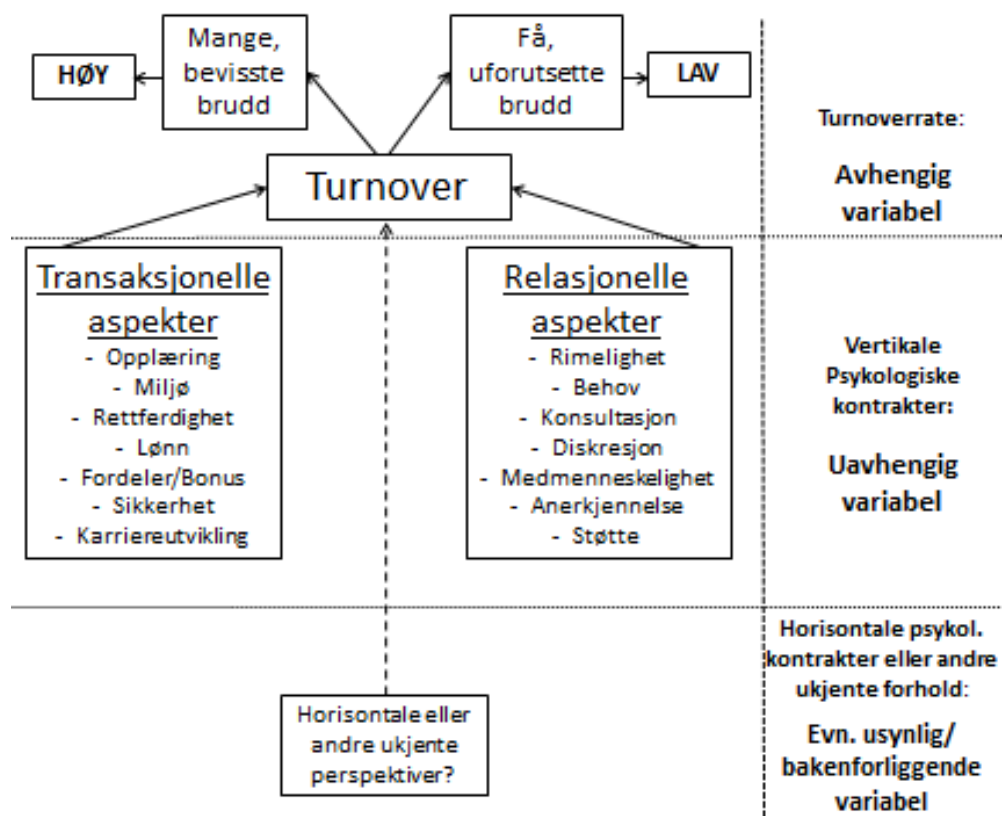 HØY
Mange,
bevisste
brudd
Få,
uforutsette
brudd
LAV
Turnover
Turnoverrate:
Avhengig
variabel
Transaksjonelle
aspekter
- Opplæring
- Miljø
- Rettferdighet
- Lønn
- Fordeler/Bonus
- Sikkerhet
- Karriereutvikling
Relasjonelle
aspekter
- Rimelighet
- Behov
- Konsultasjon
- Diskresjon
- Medmenneskelighet
- Anerkjennelse
- Støtte
Vertikale
Psykologiske
kontrakter:
Uavhengig
variabel
Horisontale eller
andre ukjente
perspektiver?
Horisontale psykol.
kontrakter eller andre
ukjente forhold:
Evn. usynlig/
bakenforliggende
variabel